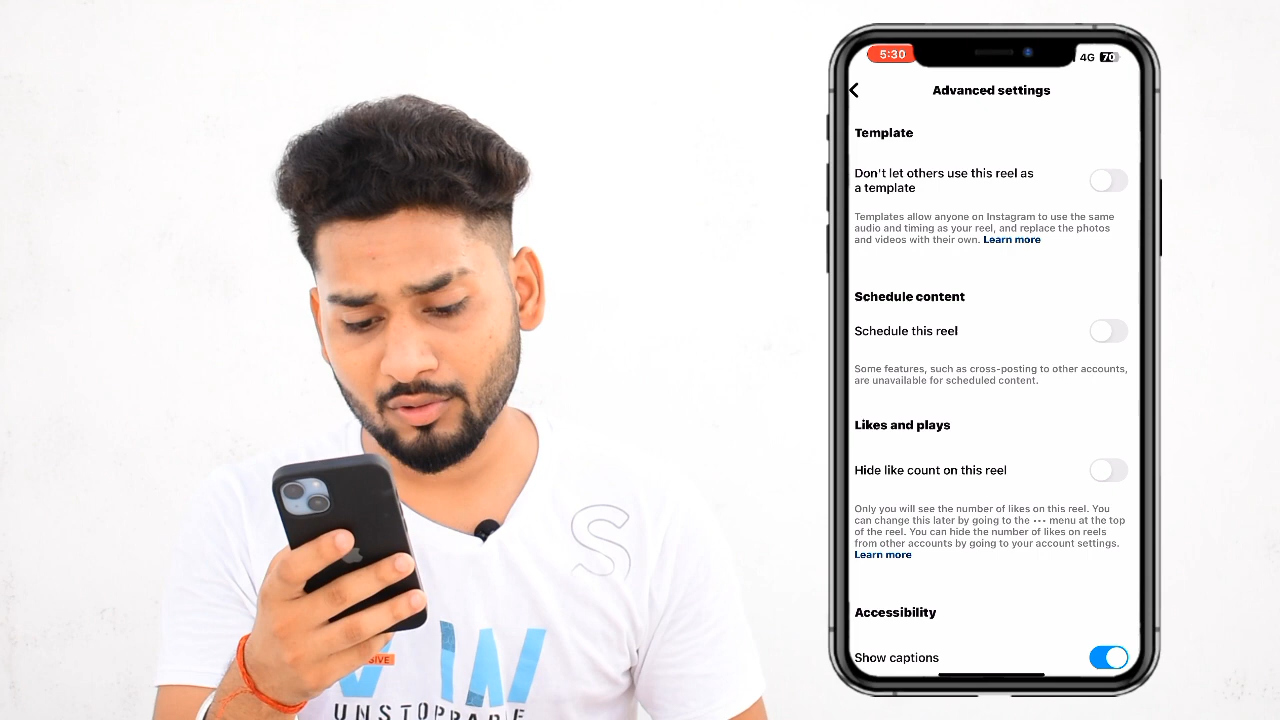 5:30
4G 70
Advanced settings
Template
Don't let others use this reel as
a template
Templates allow anyone on Instagram to use the same
audio and timing as your reel, and replace the photos
and videos with their own. Learn more
Schedule content
Schedule this reel
Some features, such as cross-posting to other accounts,
are unavailable for scheduled content.
Likes and plays
Hide like count on this reel
Only you will see the number of likes on this reel. You
can change this later by going to the ••• menu at the top
of the reel. You can hide the number of likes on reels
from other accounts by going to your account settings.
Learn more
Accessibility
Show captions
S
W
UNSTOPPABLE